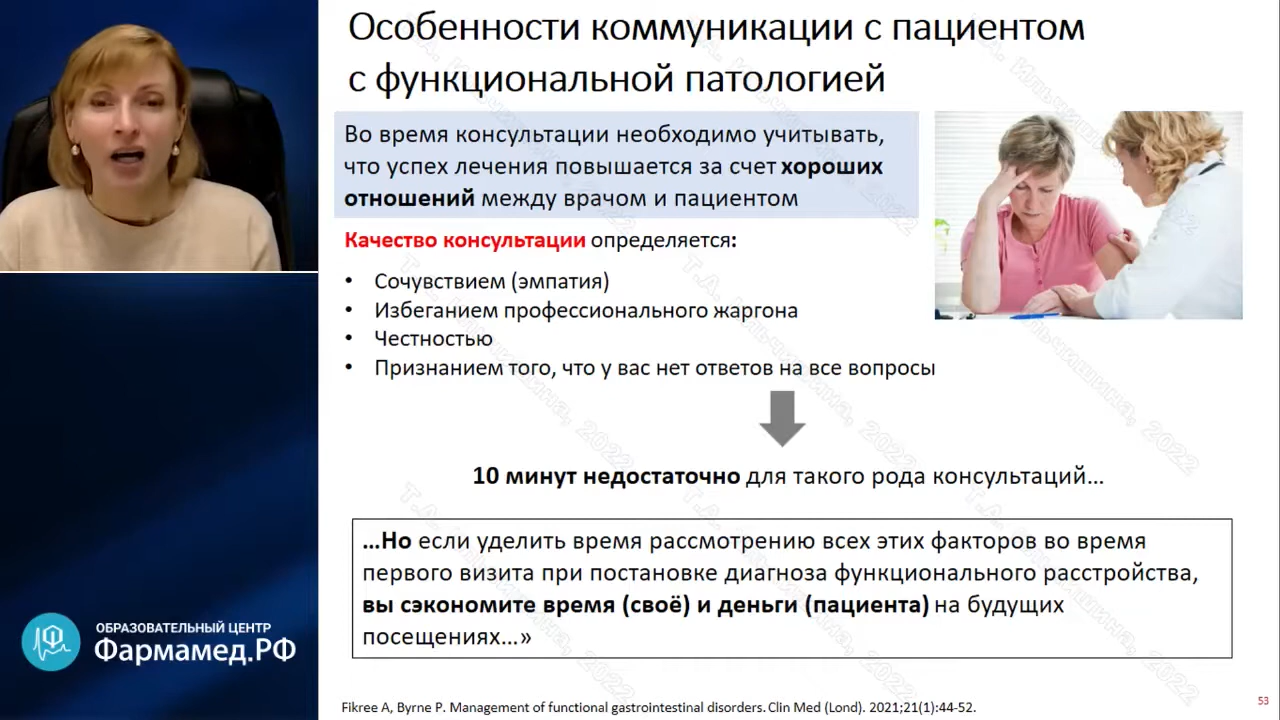 Особенности коммуникации с пациентом
с функциональной патологией
Во время консультации необходимо учитывать,
что успех лечения повышается за счет хороших
отношений между врачом и пациентом
Качество консультации определяется:
• Сочувствием (эмпатия)
• Избеганием профессионального жаргона
• Честностью
• Признанием того, что у вас нет ответов на все вопросы
10 минут недостаточно для такого рода консультаций...
...Но если уделить время рассмотрению всех этих факторов во время
первого визита при постановке диагноза функционального расстройства,
вы сэкономите время (своё) и деньги (пациента) на будущих
посещениях...»
Fikree A, Byrne P. Management of functional gastrointestinal disorders. Clin Med (Lond). 2021;21(1):44-52.
53
ОБРАЗОВАТЕЛЬНЫЙ ЦЕНТР
Фармамед.РФ
Т.А. Ильчишина, 2022